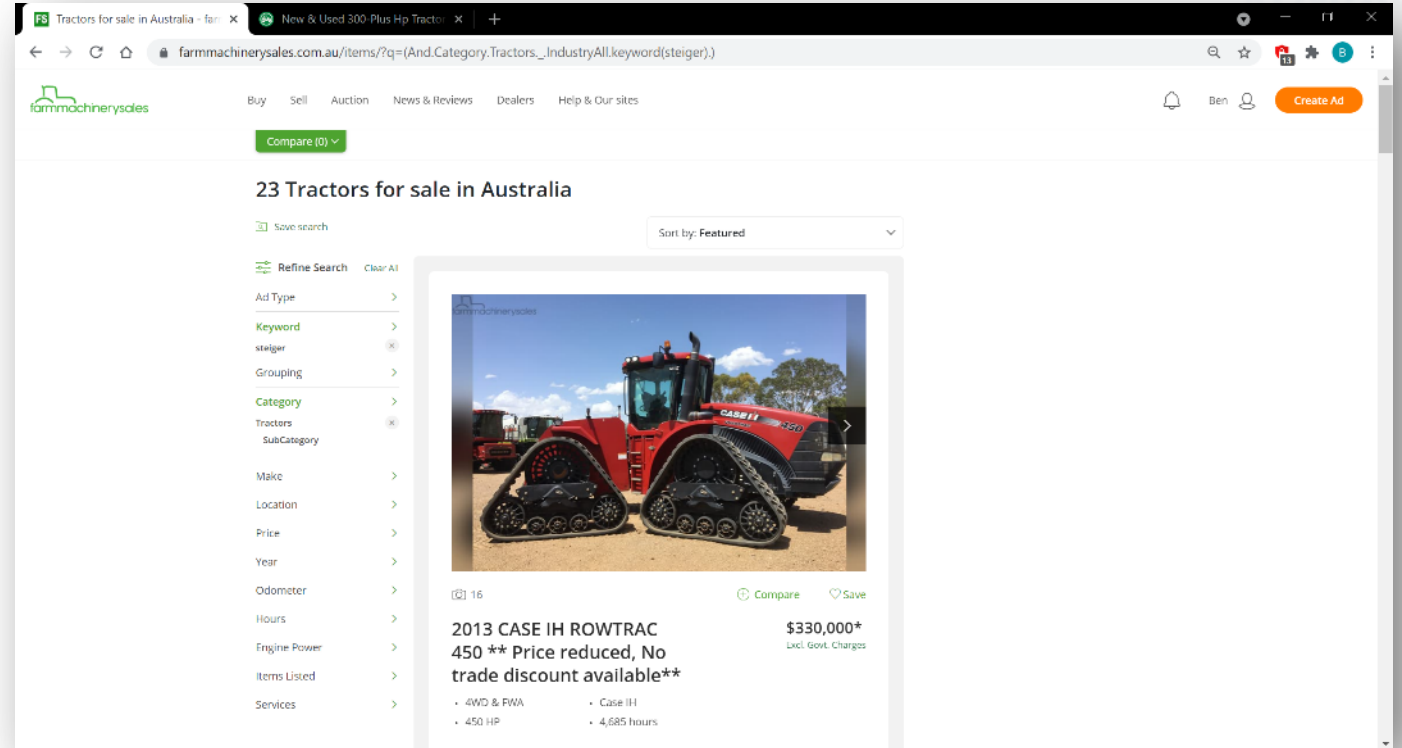 Tractors for sale in Australia - farr
New & Used 300-Plus Hp Tractor
farmmachinerysales.com.au/items/?q=(And.Category.Tractors._.IndustryAll.keyword(steiger).)
13
B
farmmachinerysales
Buy Sell Auction News & Reviews Dealers Help & Our sites
Ben
Create Ad
Compare (0)
23 Tractors for sale in Australia
Save search
Sort by: Featured
Refine Search Clear All
Ad Type
Keyword
steiger
Grouping
Category
Tractors
SubCategory
Make
Location
Price
Year
Odometer
Hours
Engine Power
Items Listed
Services
farmmachinerysales
CASE IH
450
16
Compare Save
2013 CASE IH ROWTRAC
450 ** Price reduced, No
trade discount available**
$330,000*
Excl. Govt. Charges
• 4WD & FWA • Case IH
• 450 HP • 4,685 hours